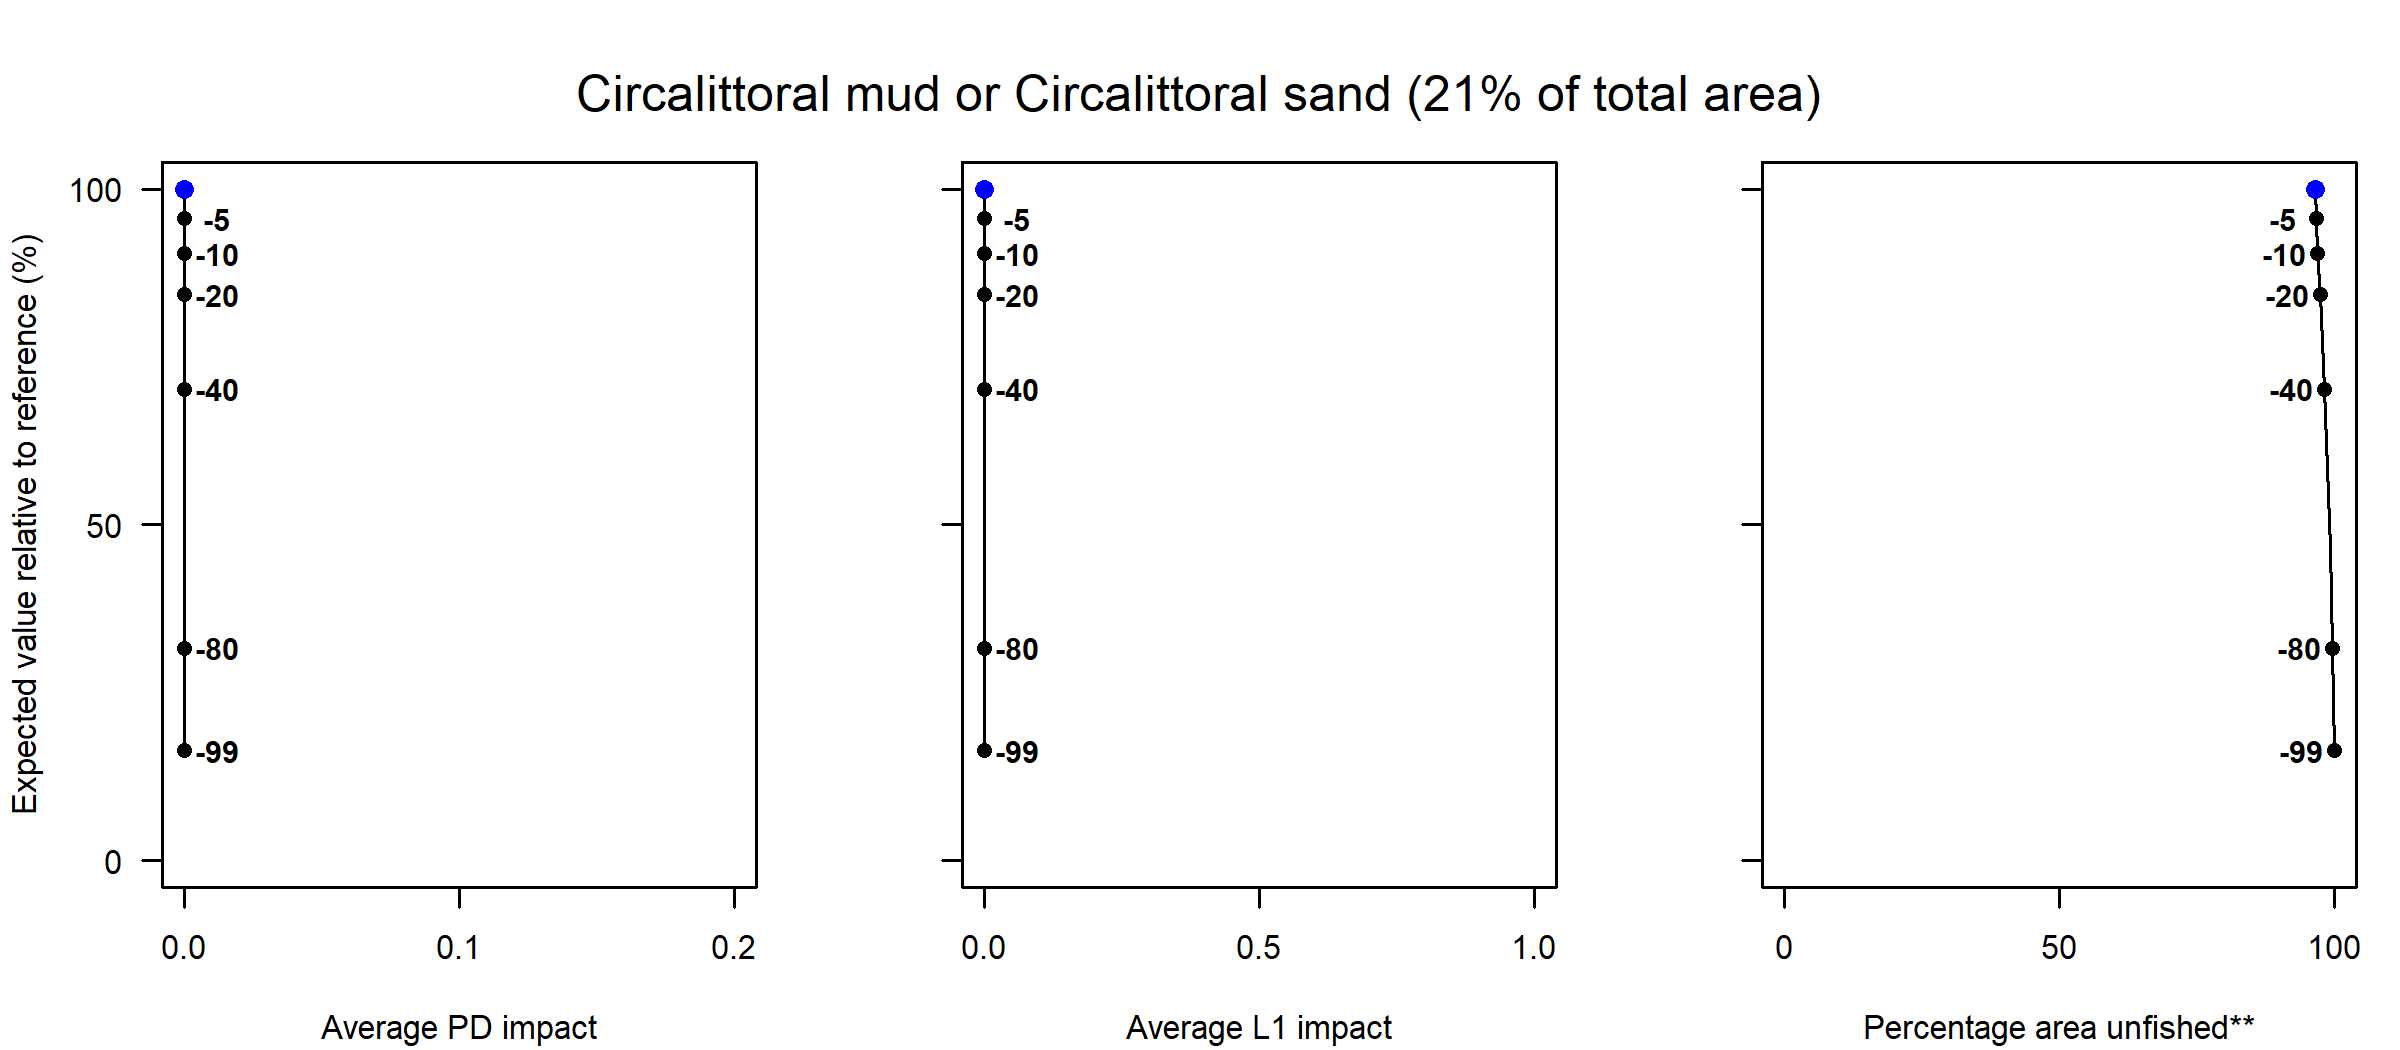 Circalittoral mud or Circalittoral sand (21% of total area)
Expected value relative to reference (%)
100
50
0
-5
-10
-20
-40
-80
-99
0.0 0.1 0.2
Average PD impact
-5
-10
-20
-40
-80
-99
0.0 0.5 1.0
Average L1 impact
-5
-10
-20
-40
-80
-99
0 50 100
Percentage area unfished**